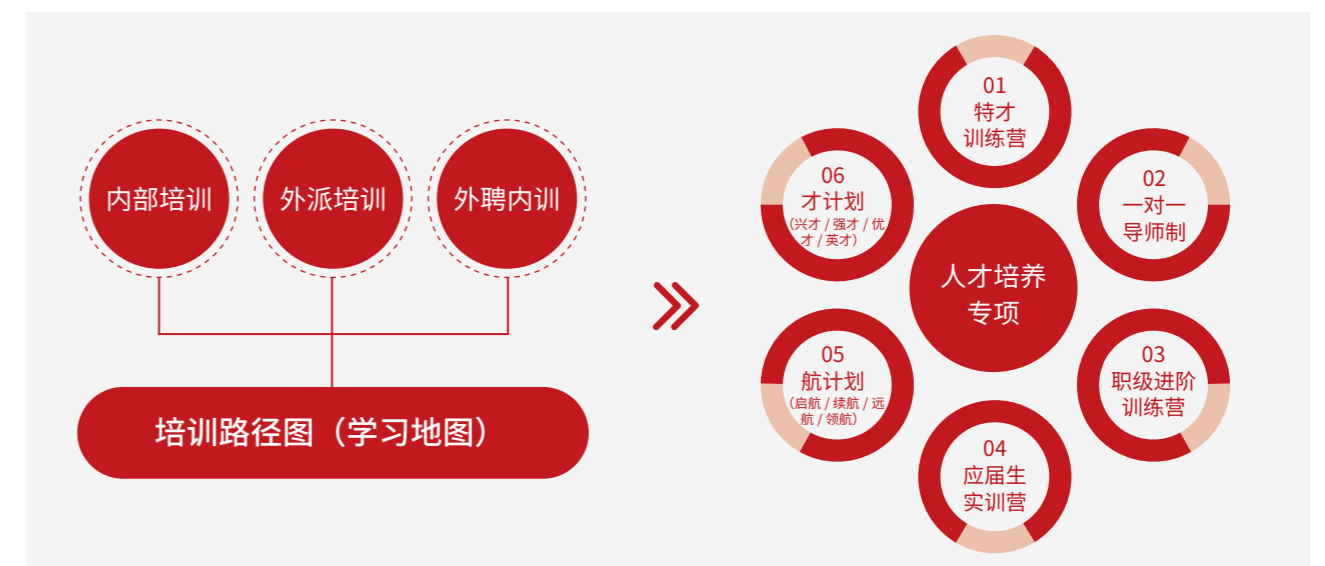 内部培训
外派培训
外聘内训
培训路径图（学习地图）
人才培养
专项
01
特才
训练营
02
一对一
导师制
03
职级进阶
训练营
04
应届生
实训营
05
航计划
（启航 / 续航 / 远
航 / 领航）
06
才计划
（兴才 / 强才 / 优
才 / 英才）